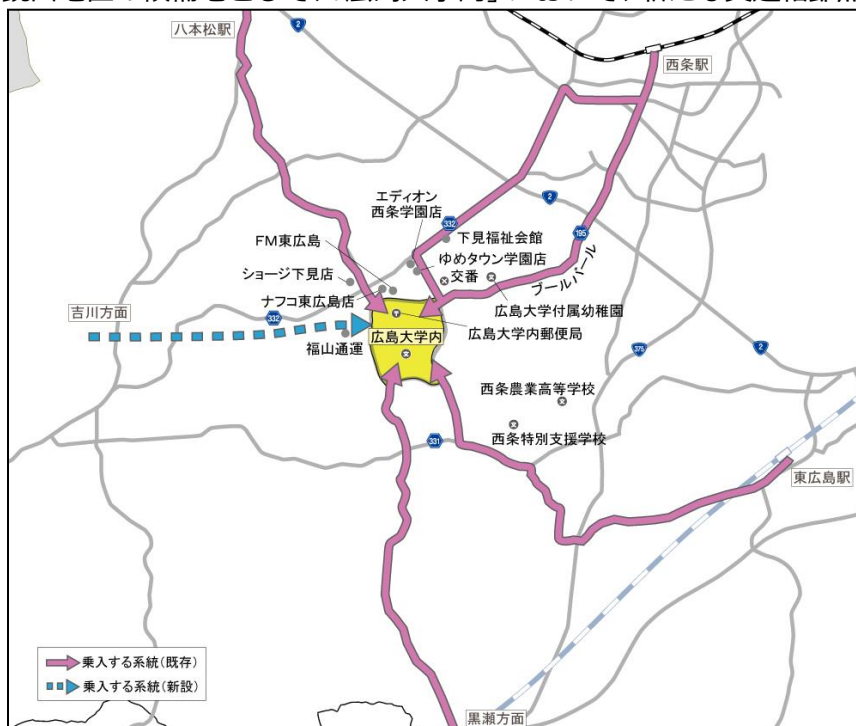 八本松駅
2
西条駅
エディオン
西条学園店
332
下見福祉会館
2
195
FM東広島
ゆめタウン学園店
交番
ブールバール
ショージ下見店
広島大学付属幼稚園
ナフコ東広島店
吉川方面
332
広島大学内
広島大学内郵便局
福山通運
375
2
西条農業高等学校
331
西条特別支援学校
東広島駅
乗入する系統(既存)
乗入する系統(新設)
黒瀬方面